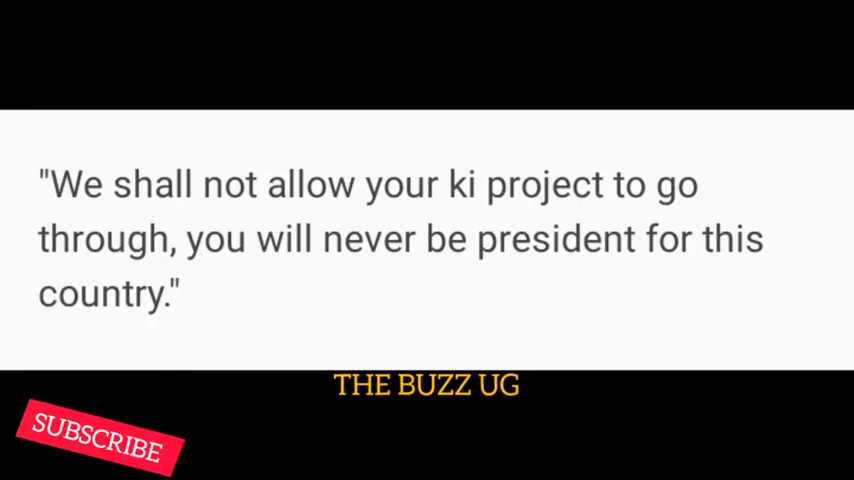 "We shall not allow your ki project to go
through, you will never be president for this
country."
THE BUZZ UG
SUBSCRIBE